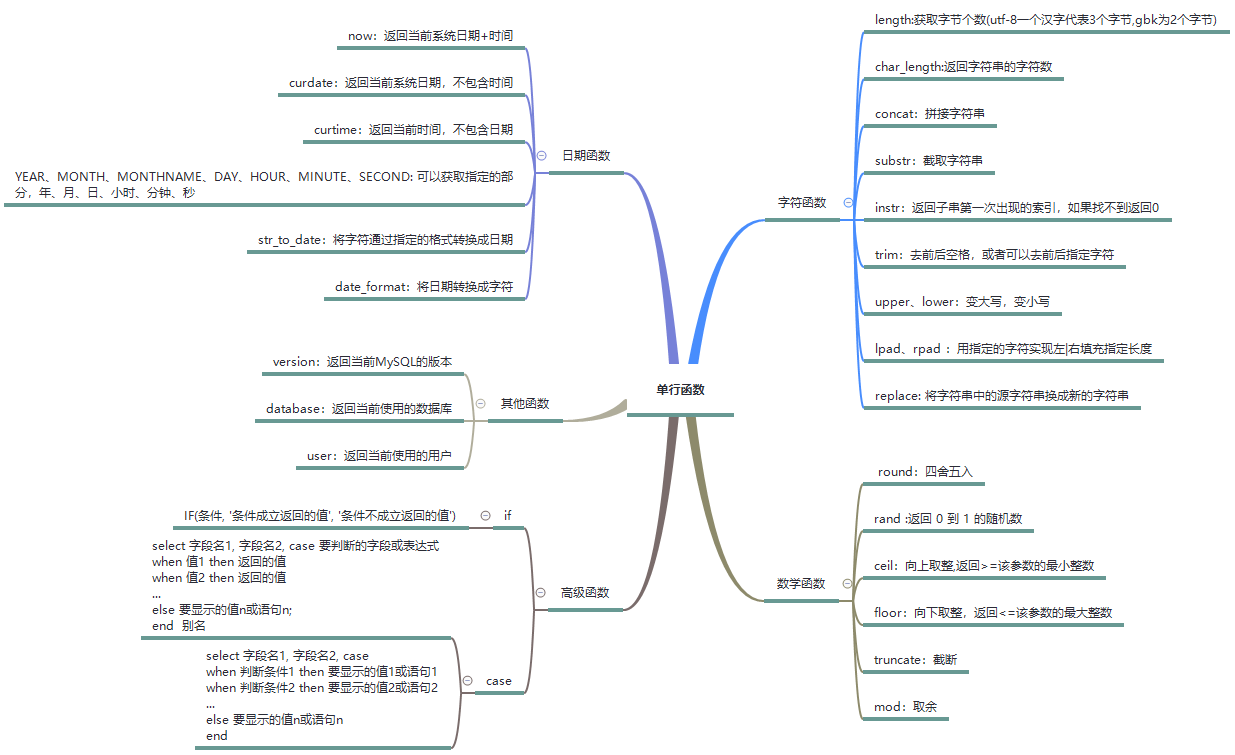 单行函数
字符函数
length:获取字节个数(utf-8一个汉字代表3个字节,gbk为2个字节)
char_length:返回字符串的字符数
concat：拼接字符串
substr：截取字符串
instr：返回子串第一次出现的索引，如果找不到返回0
trim：去前后空格，或者可以去前后指定字符
upper、lower：变大写，变小写
lpad、rpad ：用指定的字符实现左|右填充指定长度
replace: 将字符串中的源字符串换成新的字符串
数学函数
round：四舍五入
rand :返回 0 到 1 的随机数
ceil：向上取整,返回>=该参数的最小整数
floor：向下取整，返回<=该参数的最大整数
truncate：截断
mod：取余
日期函数
now：返回当前系统日期+时间
curdate：返回当前系统日期，不包含时间
curtime：返回当前时间，不包含日期
YEAR、MONTH、MONTHNAME、DAY、HOUR、MINUTE、SECOND: 可以获取指定的部
分，年、月、日、小时、分钟、秒
str_to_date：将字符通过指定的格式转换成日期
date_format：将日期转换成字符
其他函数
version：返回当前MySQL的版本
database：返回当前使用的数据库
user：返回当前使用的用户
高级函数
if
IF(条件, '条件成立返回的值', '条件不成立返回的值')
case
select 字段名1, 字段名2, case 要判断的字段或表达式
when 值1 then 返回的值
when 值2 then 返回的值
...
else 要显示的值n或语句n;
end 别名
select 字段名1, 字段名2, case
when 判断条件1 then 要显示的值1或语句1
when 判断条件2 then 要显示的值2或语句2
...
else 要显示的值n或语句n
end